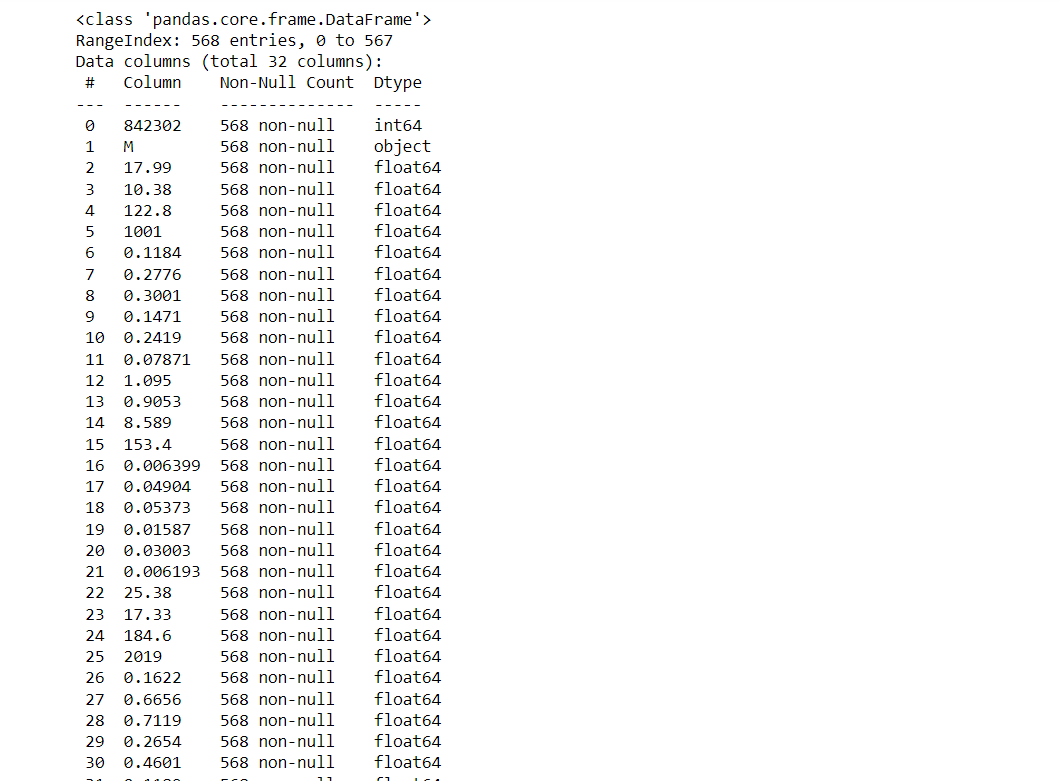 <class 'pandas.core.frame.DataFrame'>
RangeIndex: 568 entries, 0 to 567
Data columns (total 32 columns):
 #   Column    Non-Null Count  Dtype
---  ------    --------------  -----
 0   842302    568 non-null    int64
 1   M         568 non-null    object
 2   17.99     568 non-null    float64
 3   10.38     568 non-null    float64
 4   122.8     568 non-null    float64
 5   1001      568 non-null    float64
 6   0.1184    568 non-null    float64
 7   0.2776    568 non-null    float64
 8   0.3001    568 non-null    float64
 9   0.1471    568 non-null    float64
 10  0.2419    568 non-null    float64
 11  0.07871   568 non-null    float64
 12  1.095     568 non-null    float64
 13  0.9053    568 non-null    float64
 14  8.589     568 non-null    float64
 15  153.4     568 non-null    float64
 16  0.006399  568 non-null    float64
 17  0.04904   568 non-null    float64
 18  0.05373   568 non-null    float64
 19  0.01587   568 non-null    float64
 20  0.03003   568 non-null    float64
 21  0.006193  568 non-null    float64
 22  25.38     568 non-null    float64
 23  17.33     568 non-null    float64
 24  184.6     568 non-null    float64
 25  2019      568 non-null    float64
 26  0.1622    568 non-null    float64
 27  0.6656    568 non-null    float64
 28  0.7119    568 non-null    float64
 29  0.2654    568 non-null    float64
 30  0.4601    568 non-null    float64